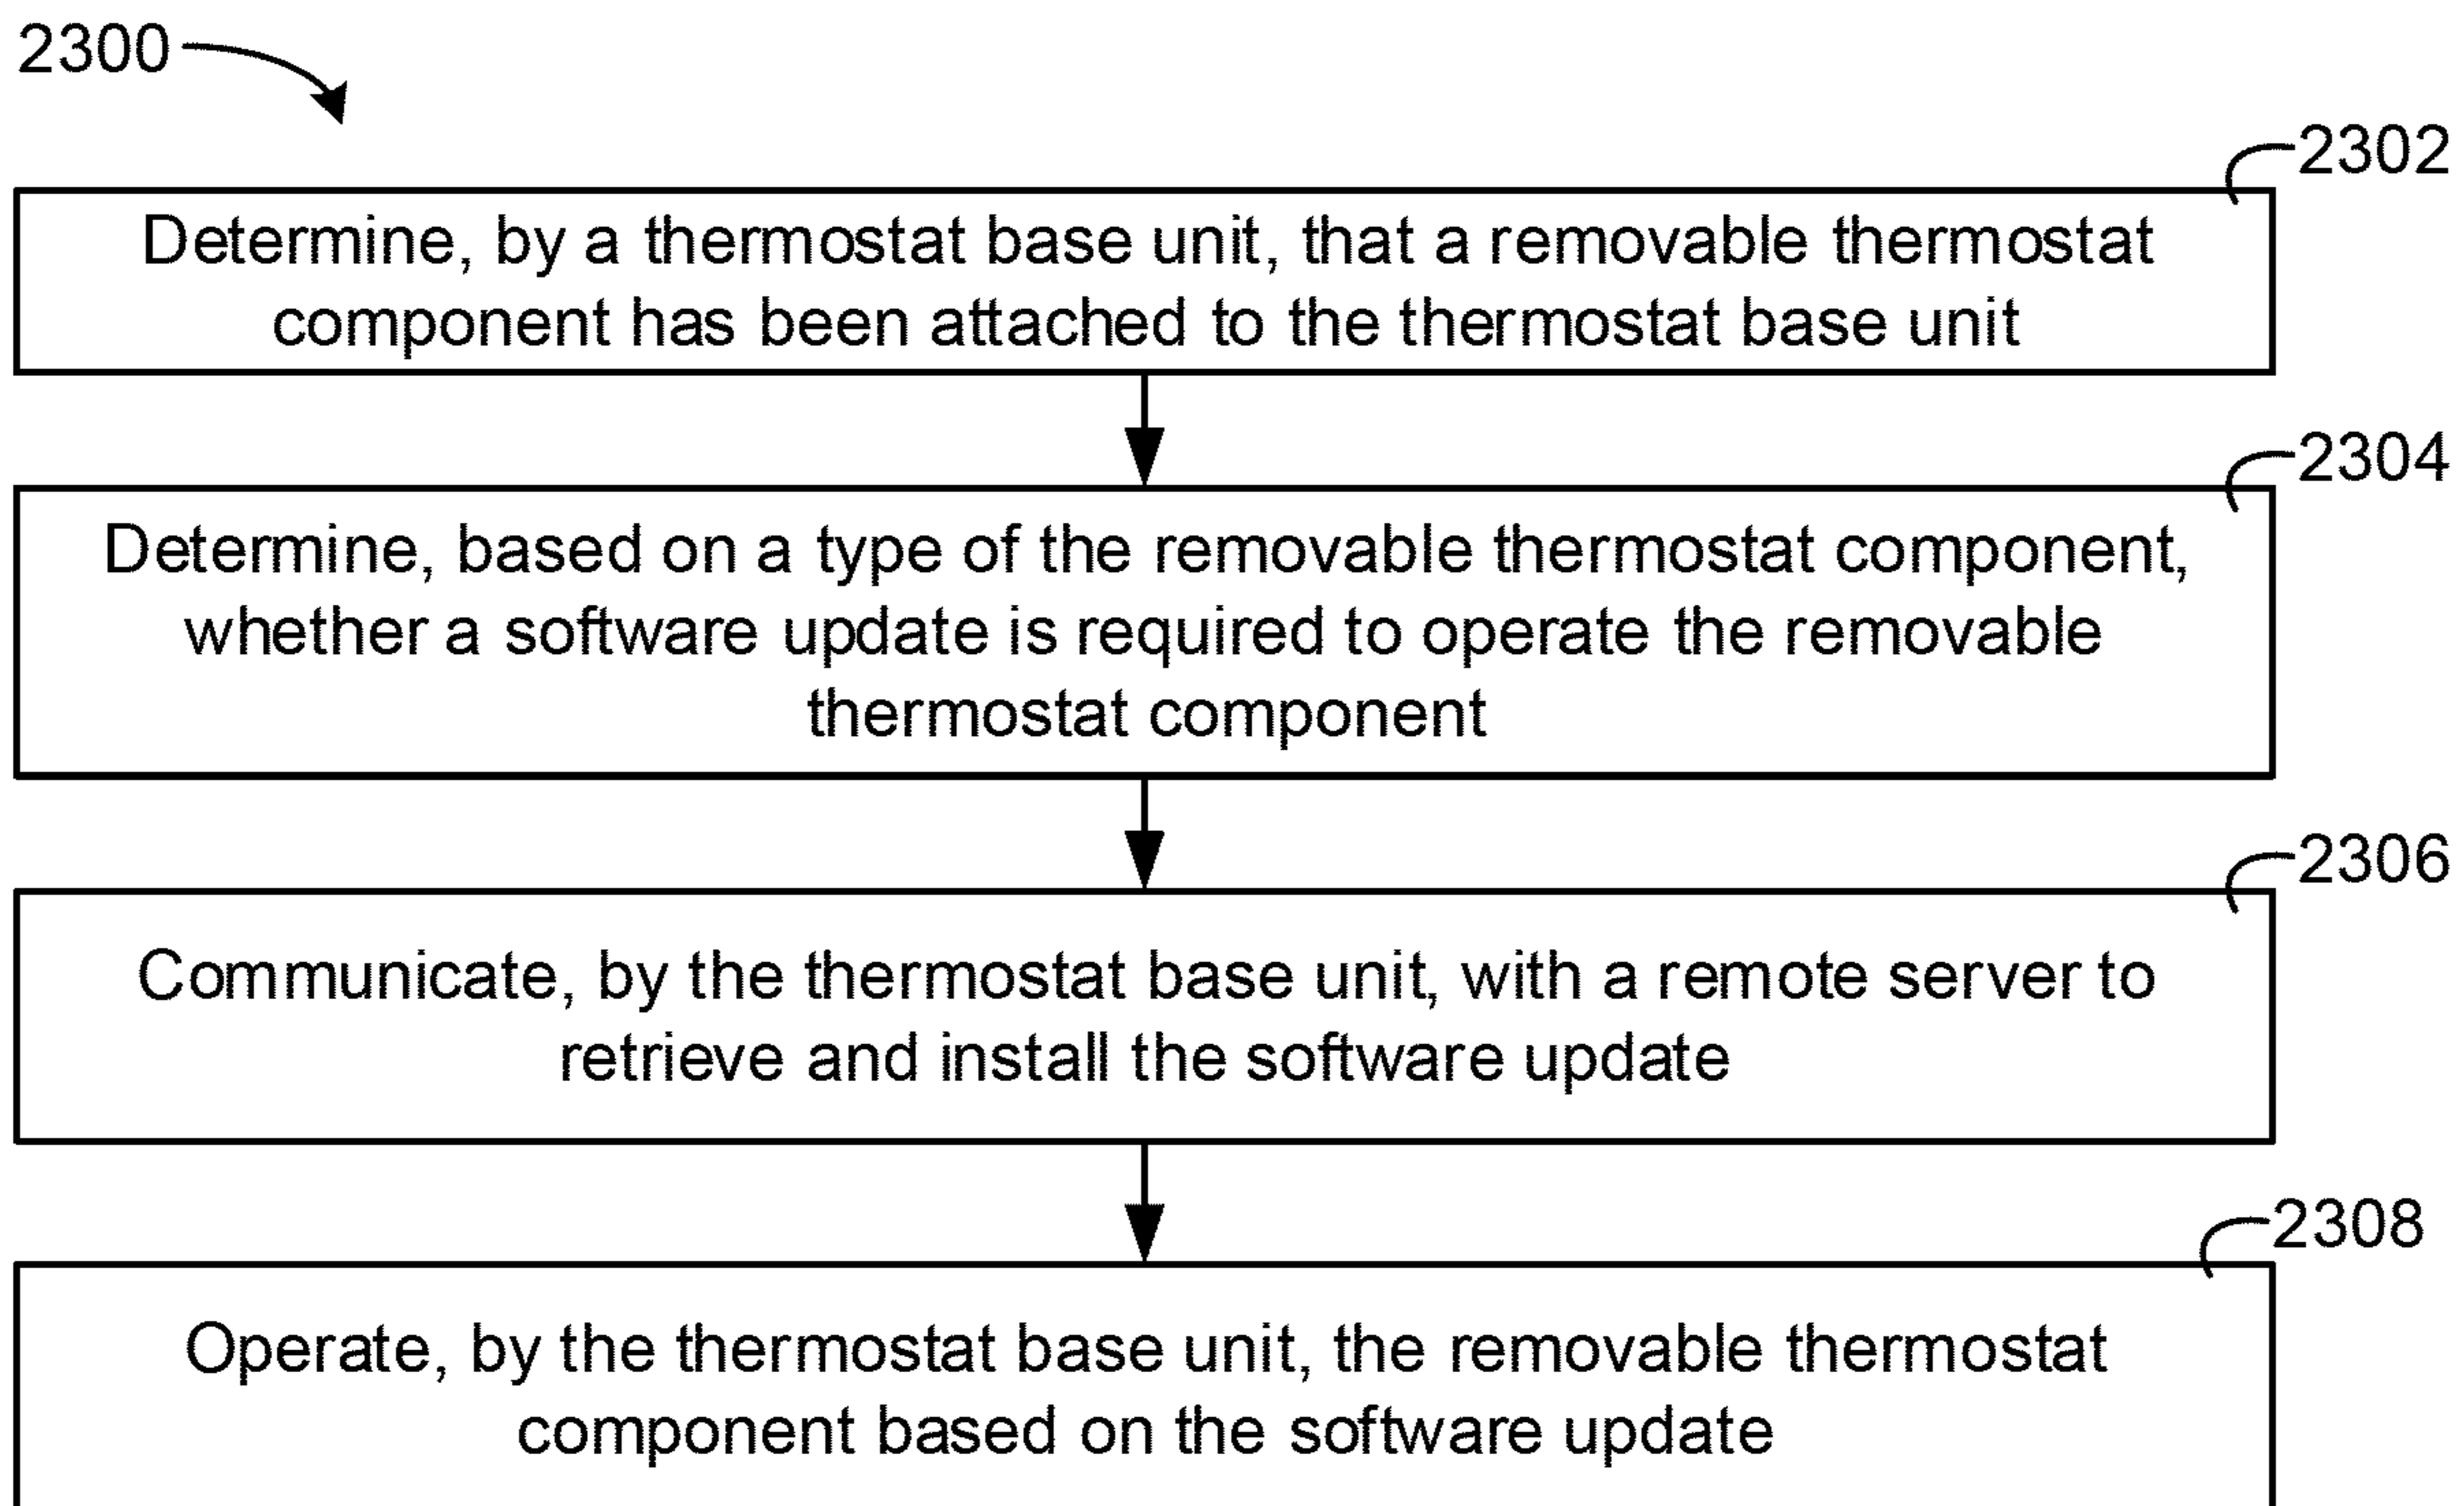 2300
2302
Determine, by a thermostat base unit, that a removable thermostat
component has been attached to the thermostat base unit
2304
Determine, based on a type of the removable thermostat component,
whether a software update is required to operate the removable
thermostat component
2306
Communicate, by the thermostat base unit, with a remote server to
retrieve and install the software update
2308
Operate, by the thermostat base unit, the removable thermostat
component based on the software update